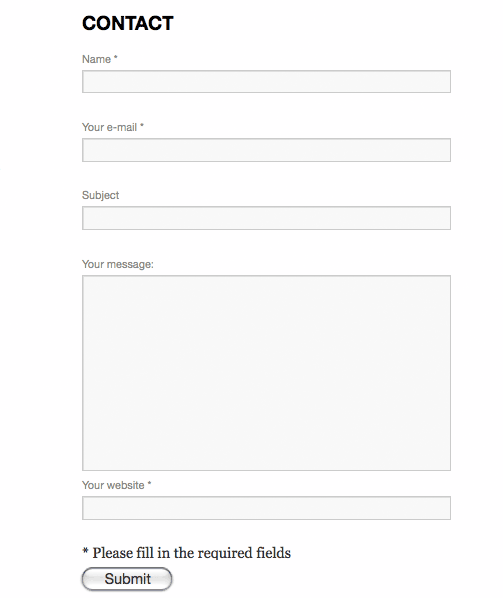 CONTACT
Name *
Your e-mail *
Subject
Your message:
Your website *
* Please fill in the required fields
Submit